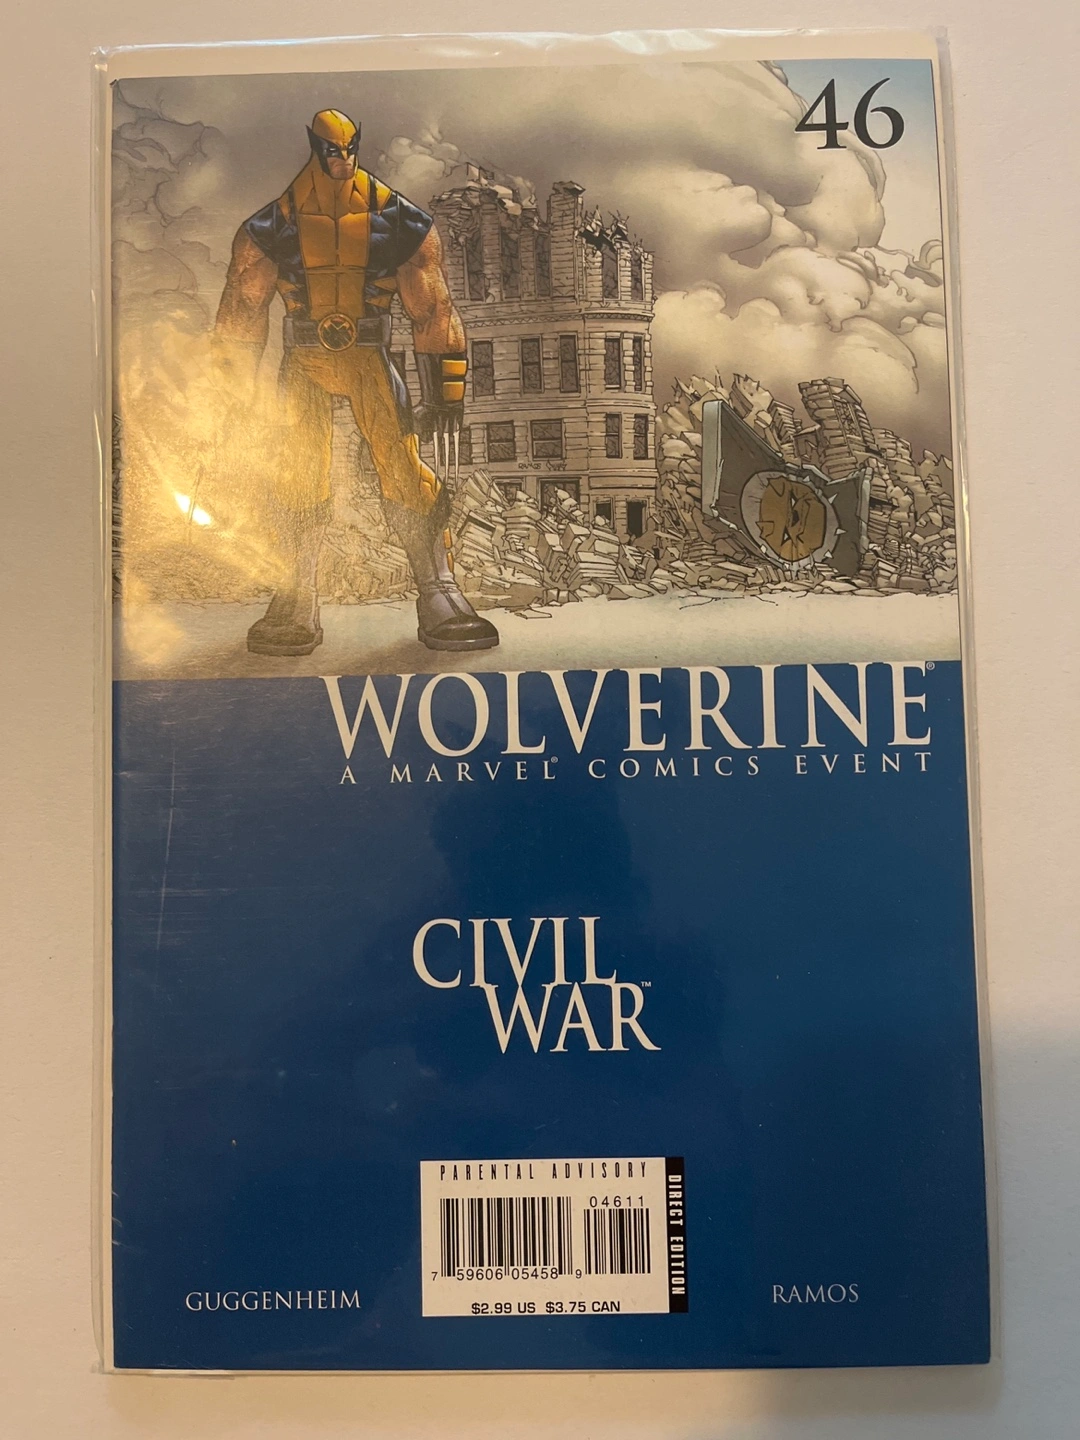 46
WOLVERINE®
A MARVEL® COMICS EVENT
CIVIL
WAR™
PARENTAL ADVISORY
04611
7 59606 05458 9
$2.99 US $3.75 CAN
DIRECT EDITION
GUGGENHEIM
RAMOS